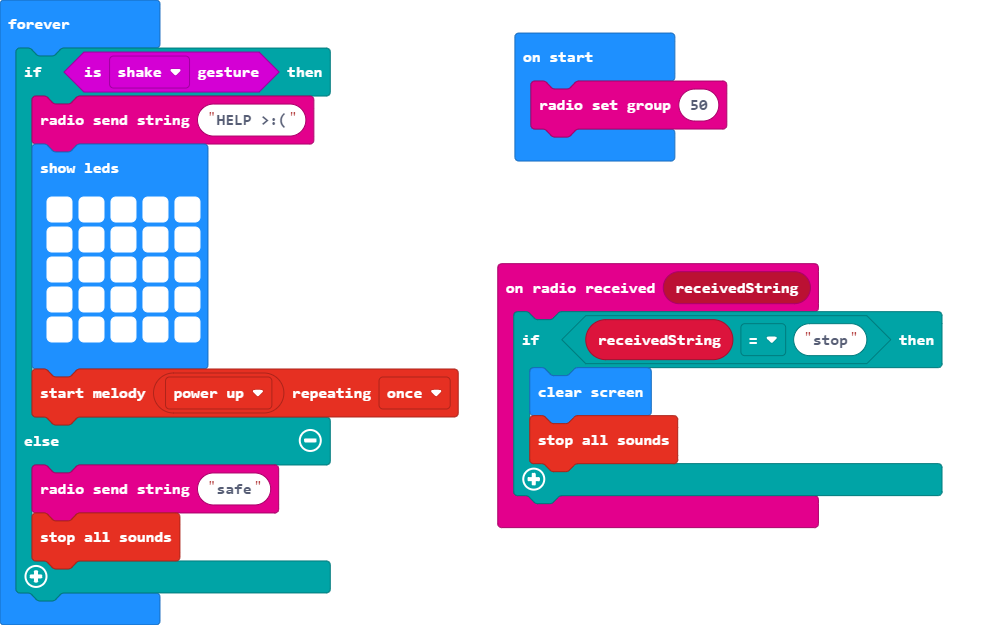 forever
if is shake gesture then
radio send string "HELP >:("
show leds
start melody power up repeating once
else
radio send string "safe"
stop all sounds
on start
radio set group 50
on radio received receivedString
if receivedString = "stop" then
clear screen
stop all sounds